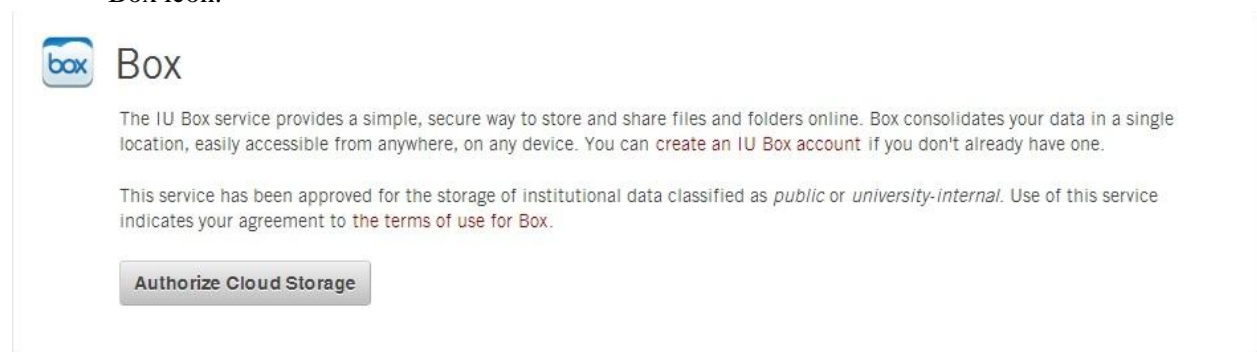 Box icon.
box
Box
The IU Box service provides a simple, secure way to store and share files and folders online. Box consolidates your data in a single
location, easily accessible from anywhere, on any device. You can create an IU Box account if you don't already have one.
This service has been approved for the storage of institutional data classified as public or university-internal. Use of this service
indicates your agreement to the terms of use for Box.
Authorize Cloud Storage